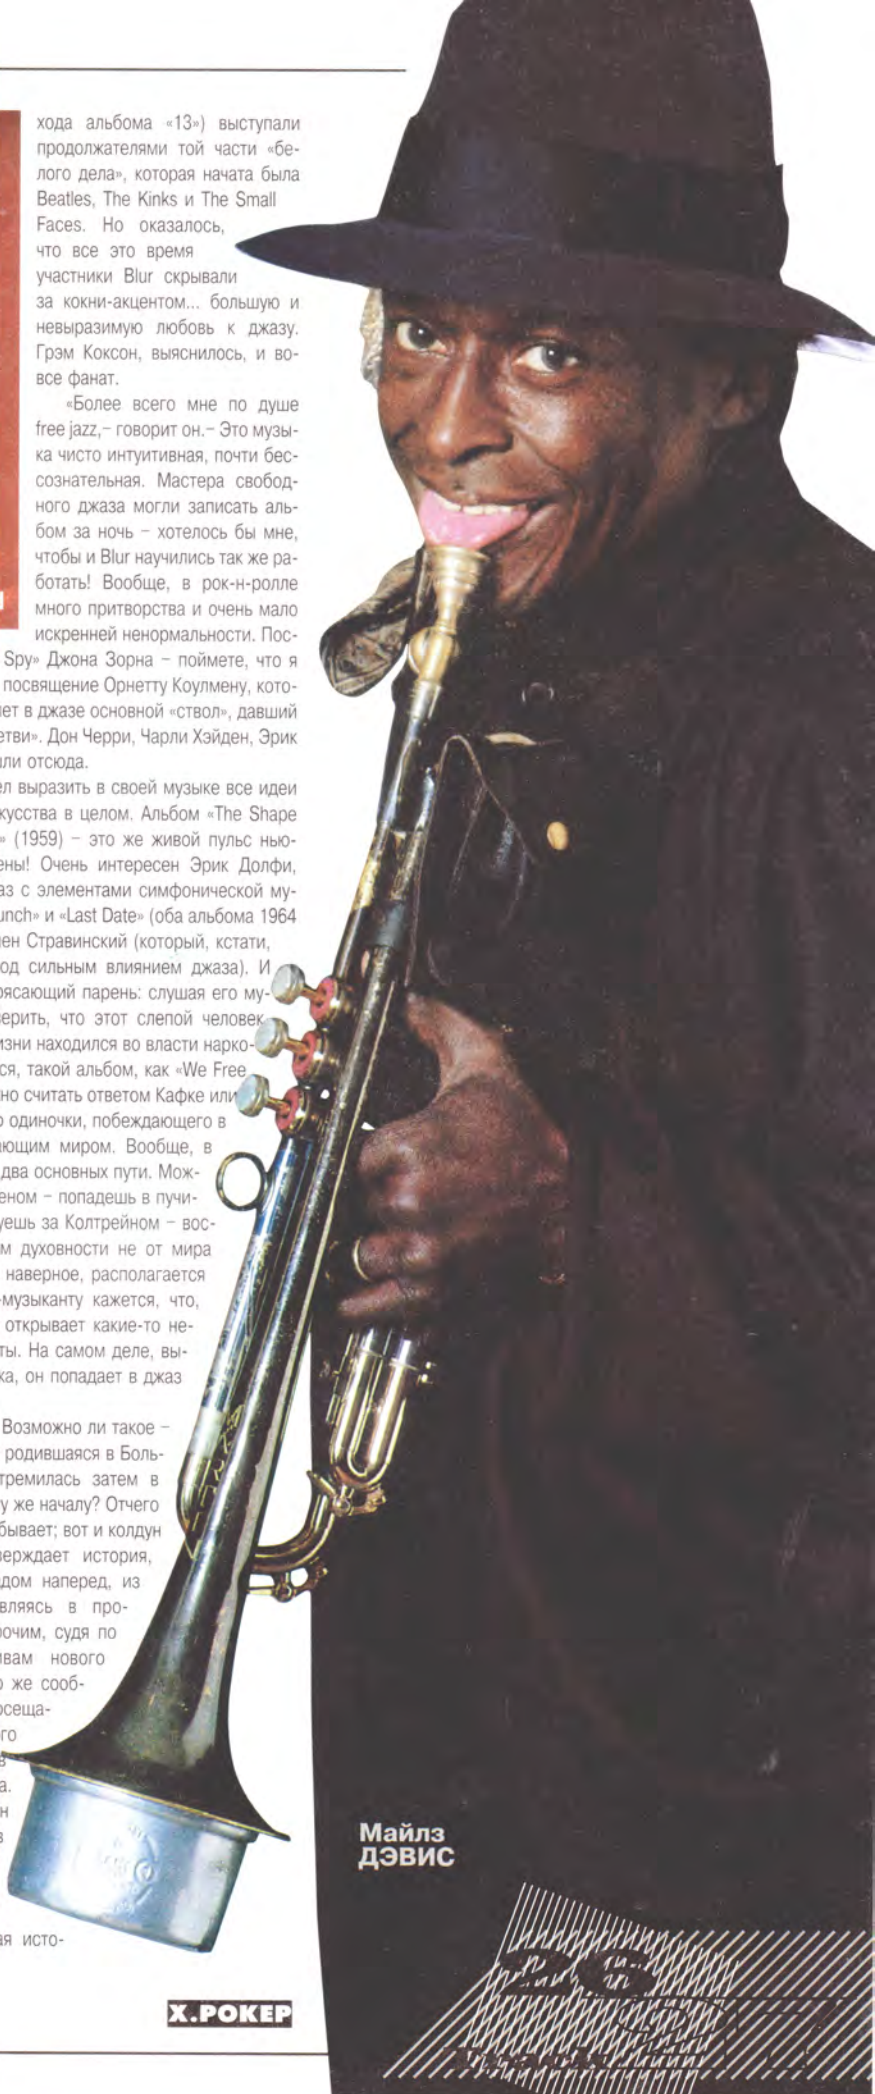 хода альбома «13») выступали
продолжателями той части «бе-
лого дела», которая начата была
Beatles, The Kinks и The Small
Faces. Но оказалось,
что все это время
участники Blur скрывали
за кокни-акцентом... большую и
невыразимую любовь к джазу.
Грэм Коксон, выяснилось, и во-
все фанат.
«Более всего мне по душе
free jazz,– говорит он.– Это музы-
ка чисто интуитивная, почти бес-
сознательная. Мастера свобод-
ного джаза могли записать аль-
бом за ночь – хотелось бы мне,
чтобы и Blur научились так же ра-
ботать! Вообще, в рок-н-ролле
много притворства и очень мало
искренней ненормальности. Пос-
Spy» Джона Зорна – поймете, что я
посвящение Орнетту Коулмену, кото-
ет в джазе основной «ствол», давший
етви». Дон Черри, Чарли Хэйден, Эрик
ли отсюда.
ел выразить в своей музыке все идеи
кусства в целом. Альбом «The Shape
» (1959) – это же живой пульс нью-
ены! Очень интересен Эрик Долфи,
аз с элементами симфонической му-
unch» и «Last Date» (оба альбома 1964
ен Стравинский (который, кстати,
од сильным влиянием джаза). И
рясающий парень: слушая его му-
верить, что этот слепой человек
изни находился во власти нарко-
ся, такой альбом, как «We Free
но считать ответом Кафке или
о одиночки, побеждающего в
ающим миром. Вообще, в
два основных пути. Мож-
еном – попадешь в пучи-
уешь за Колтрейном – вос-
м духовности не от мира
наверное, располагается
-музыканту кажется, что,
открывает какие-то не-
ты. На самом деле, вы-
ка, он попадает в джаз
Возможно ли такое –
родившаяся в Боль-
тремилась затем в
у же началу? Отчего
бывает; вот и колдун
верждает история,
дом наперед, из
вляясь в про-
рочим, судя по
ивам нового
о же сооб-
осеща-
го
в
а.
н
в
ая исто-
Х.РОКЕР
Майлз
ДЭВИС
26
27